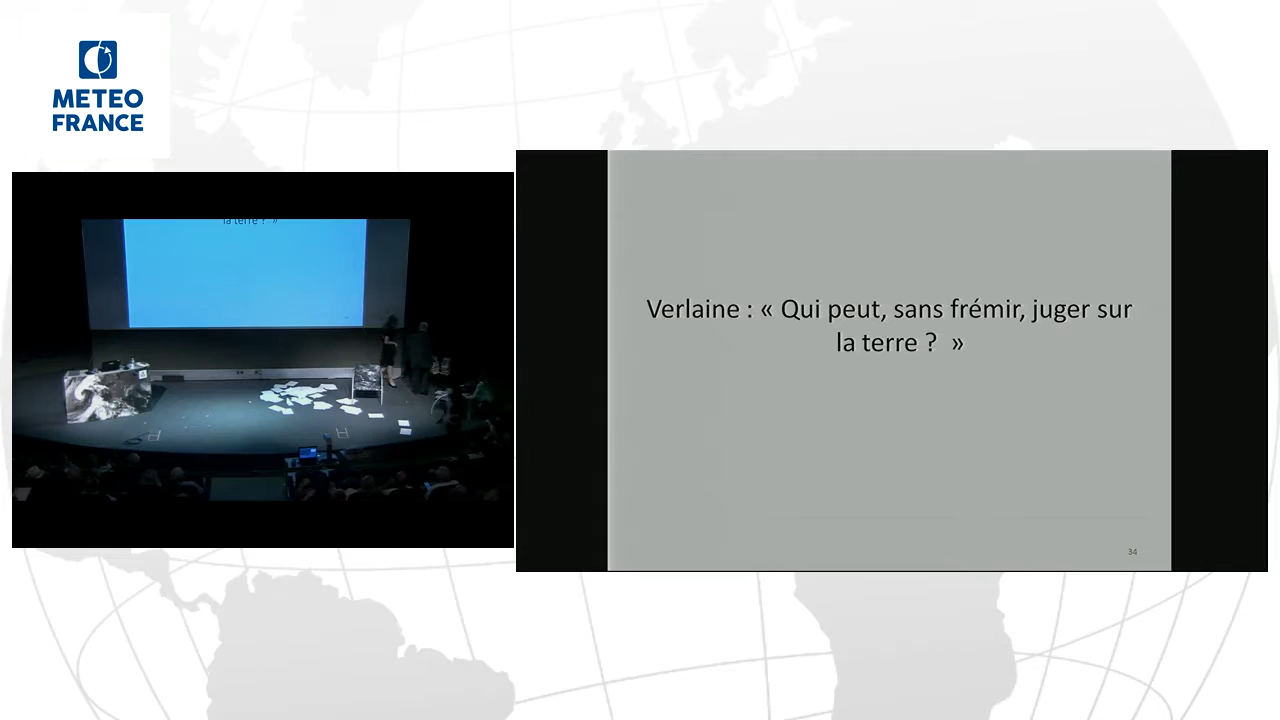 METEO
FRANCE
la terre ? »
Verlaine : « Qui peut, sans frémir, juger sur
la terre ? »
34